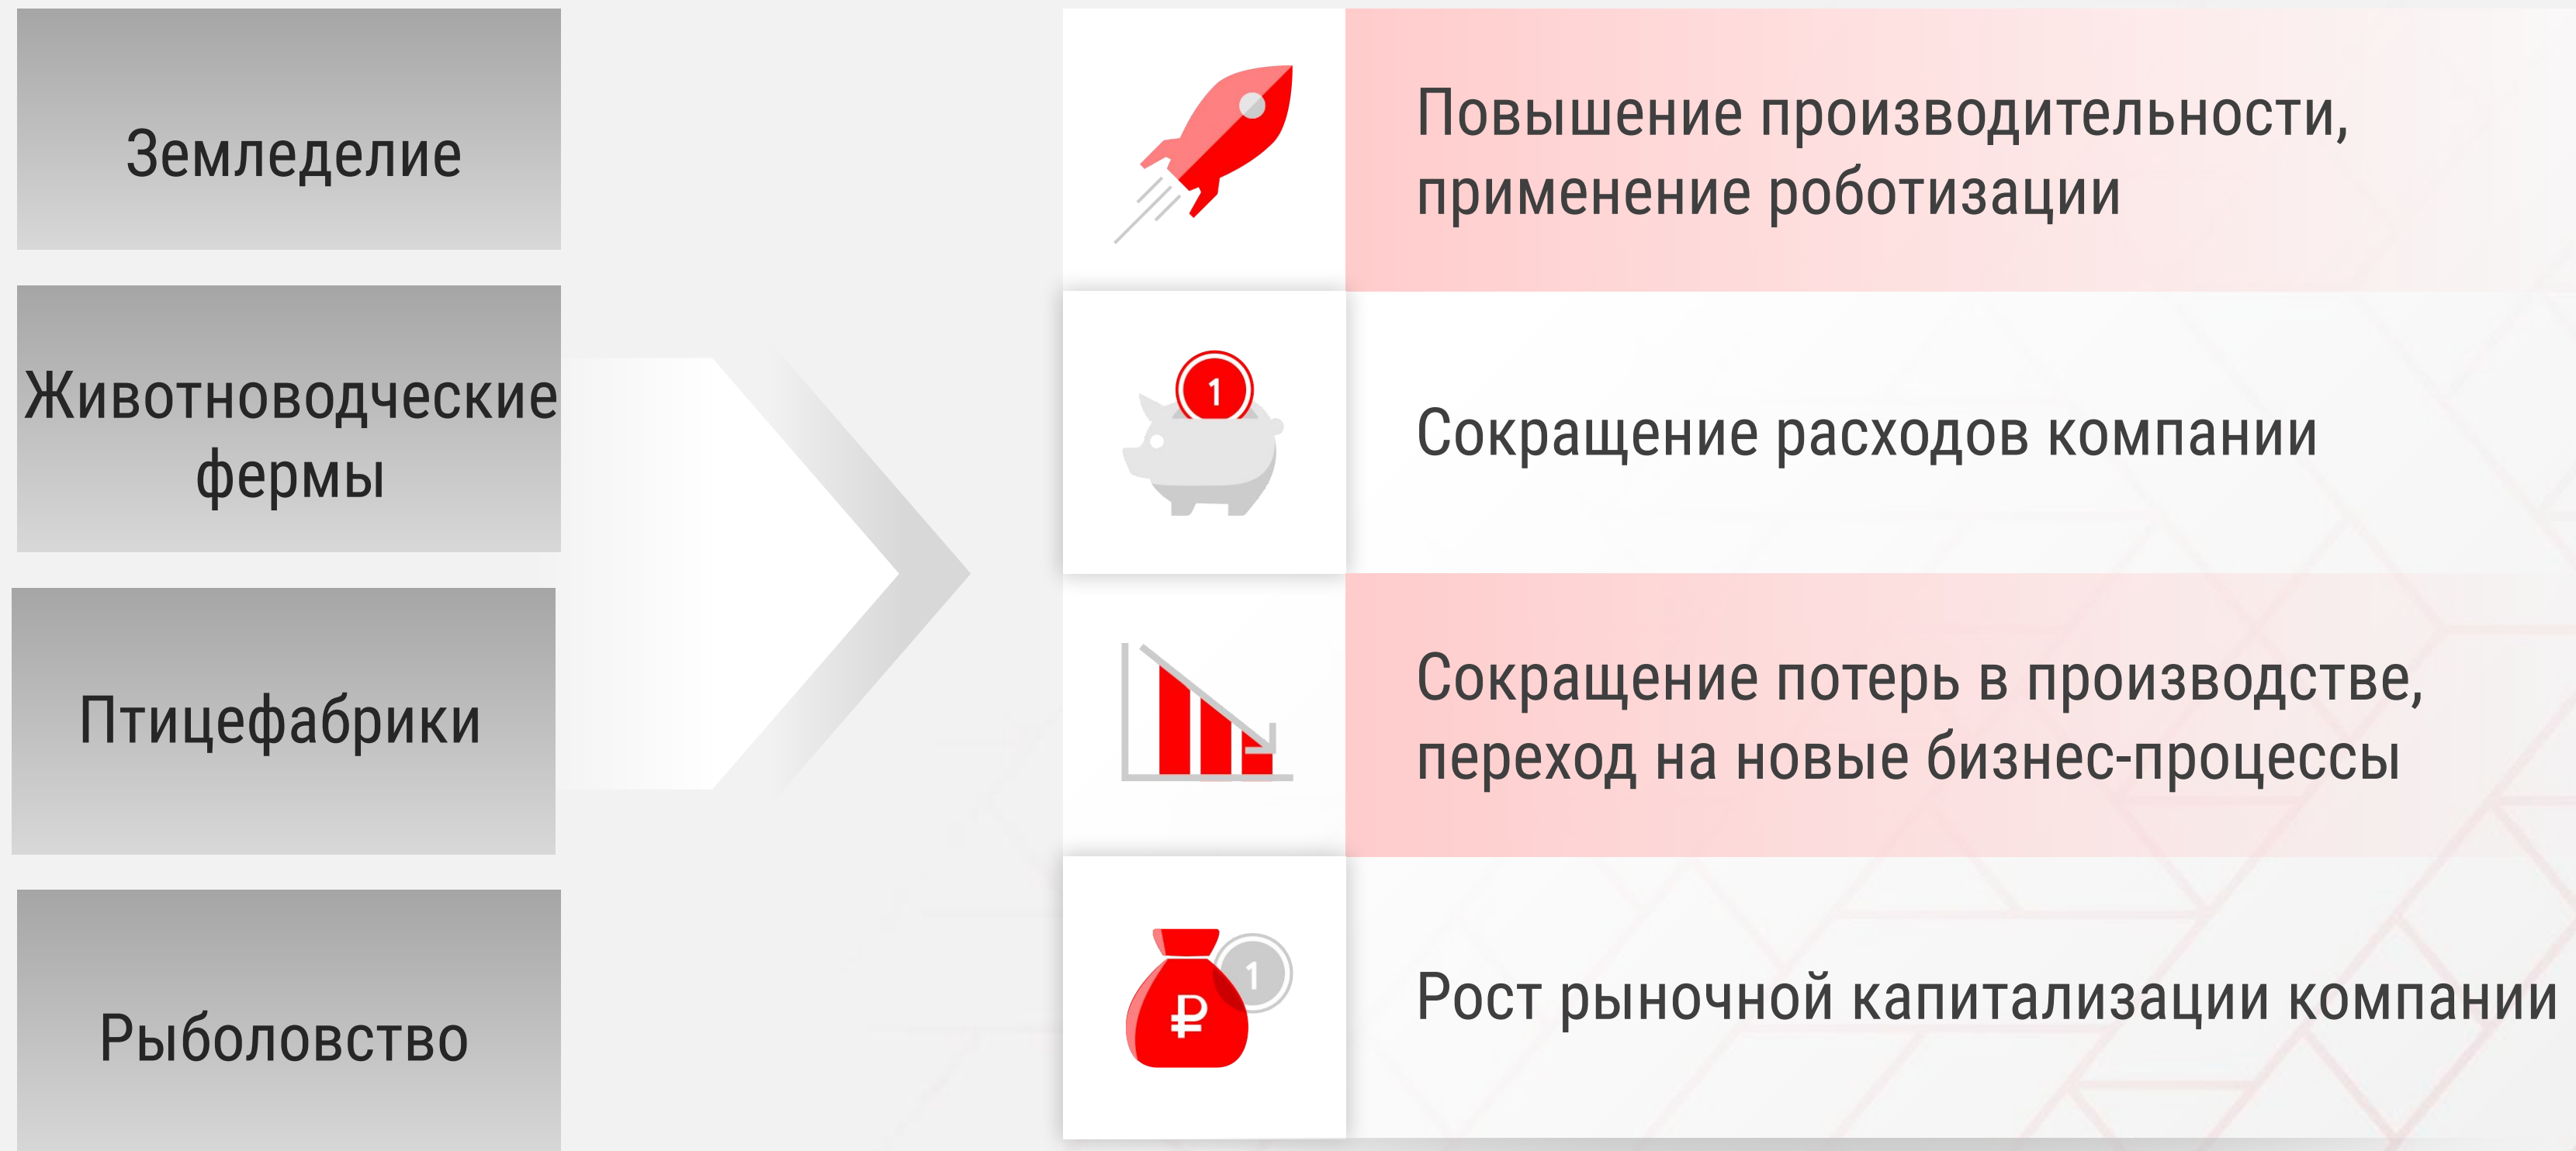 Земледелие
Животноводческие
фермы
Птицефабрики
Рыболовство
Повышение производительности,
применение роботизации
1
Сокращение расходов компании
Сокращение потерь в производстве,
переход на новые бизнес-процессы
₽
1
Рост рыночной капитализации компании